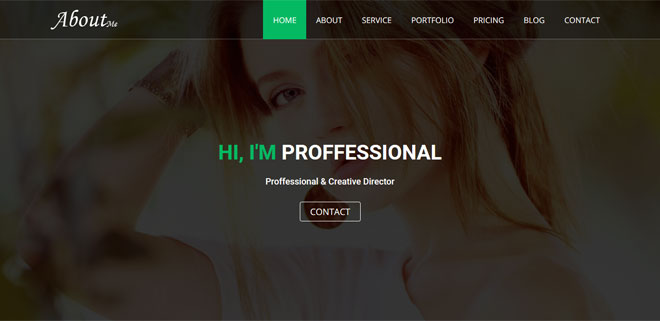 AboutMe
HOME ABOUT SERVICE PORTFOLIO PRICING BLOG CONTACT
HI, I'M PROFFESSIONAL
Proffessional & Creative Director
CONTACT